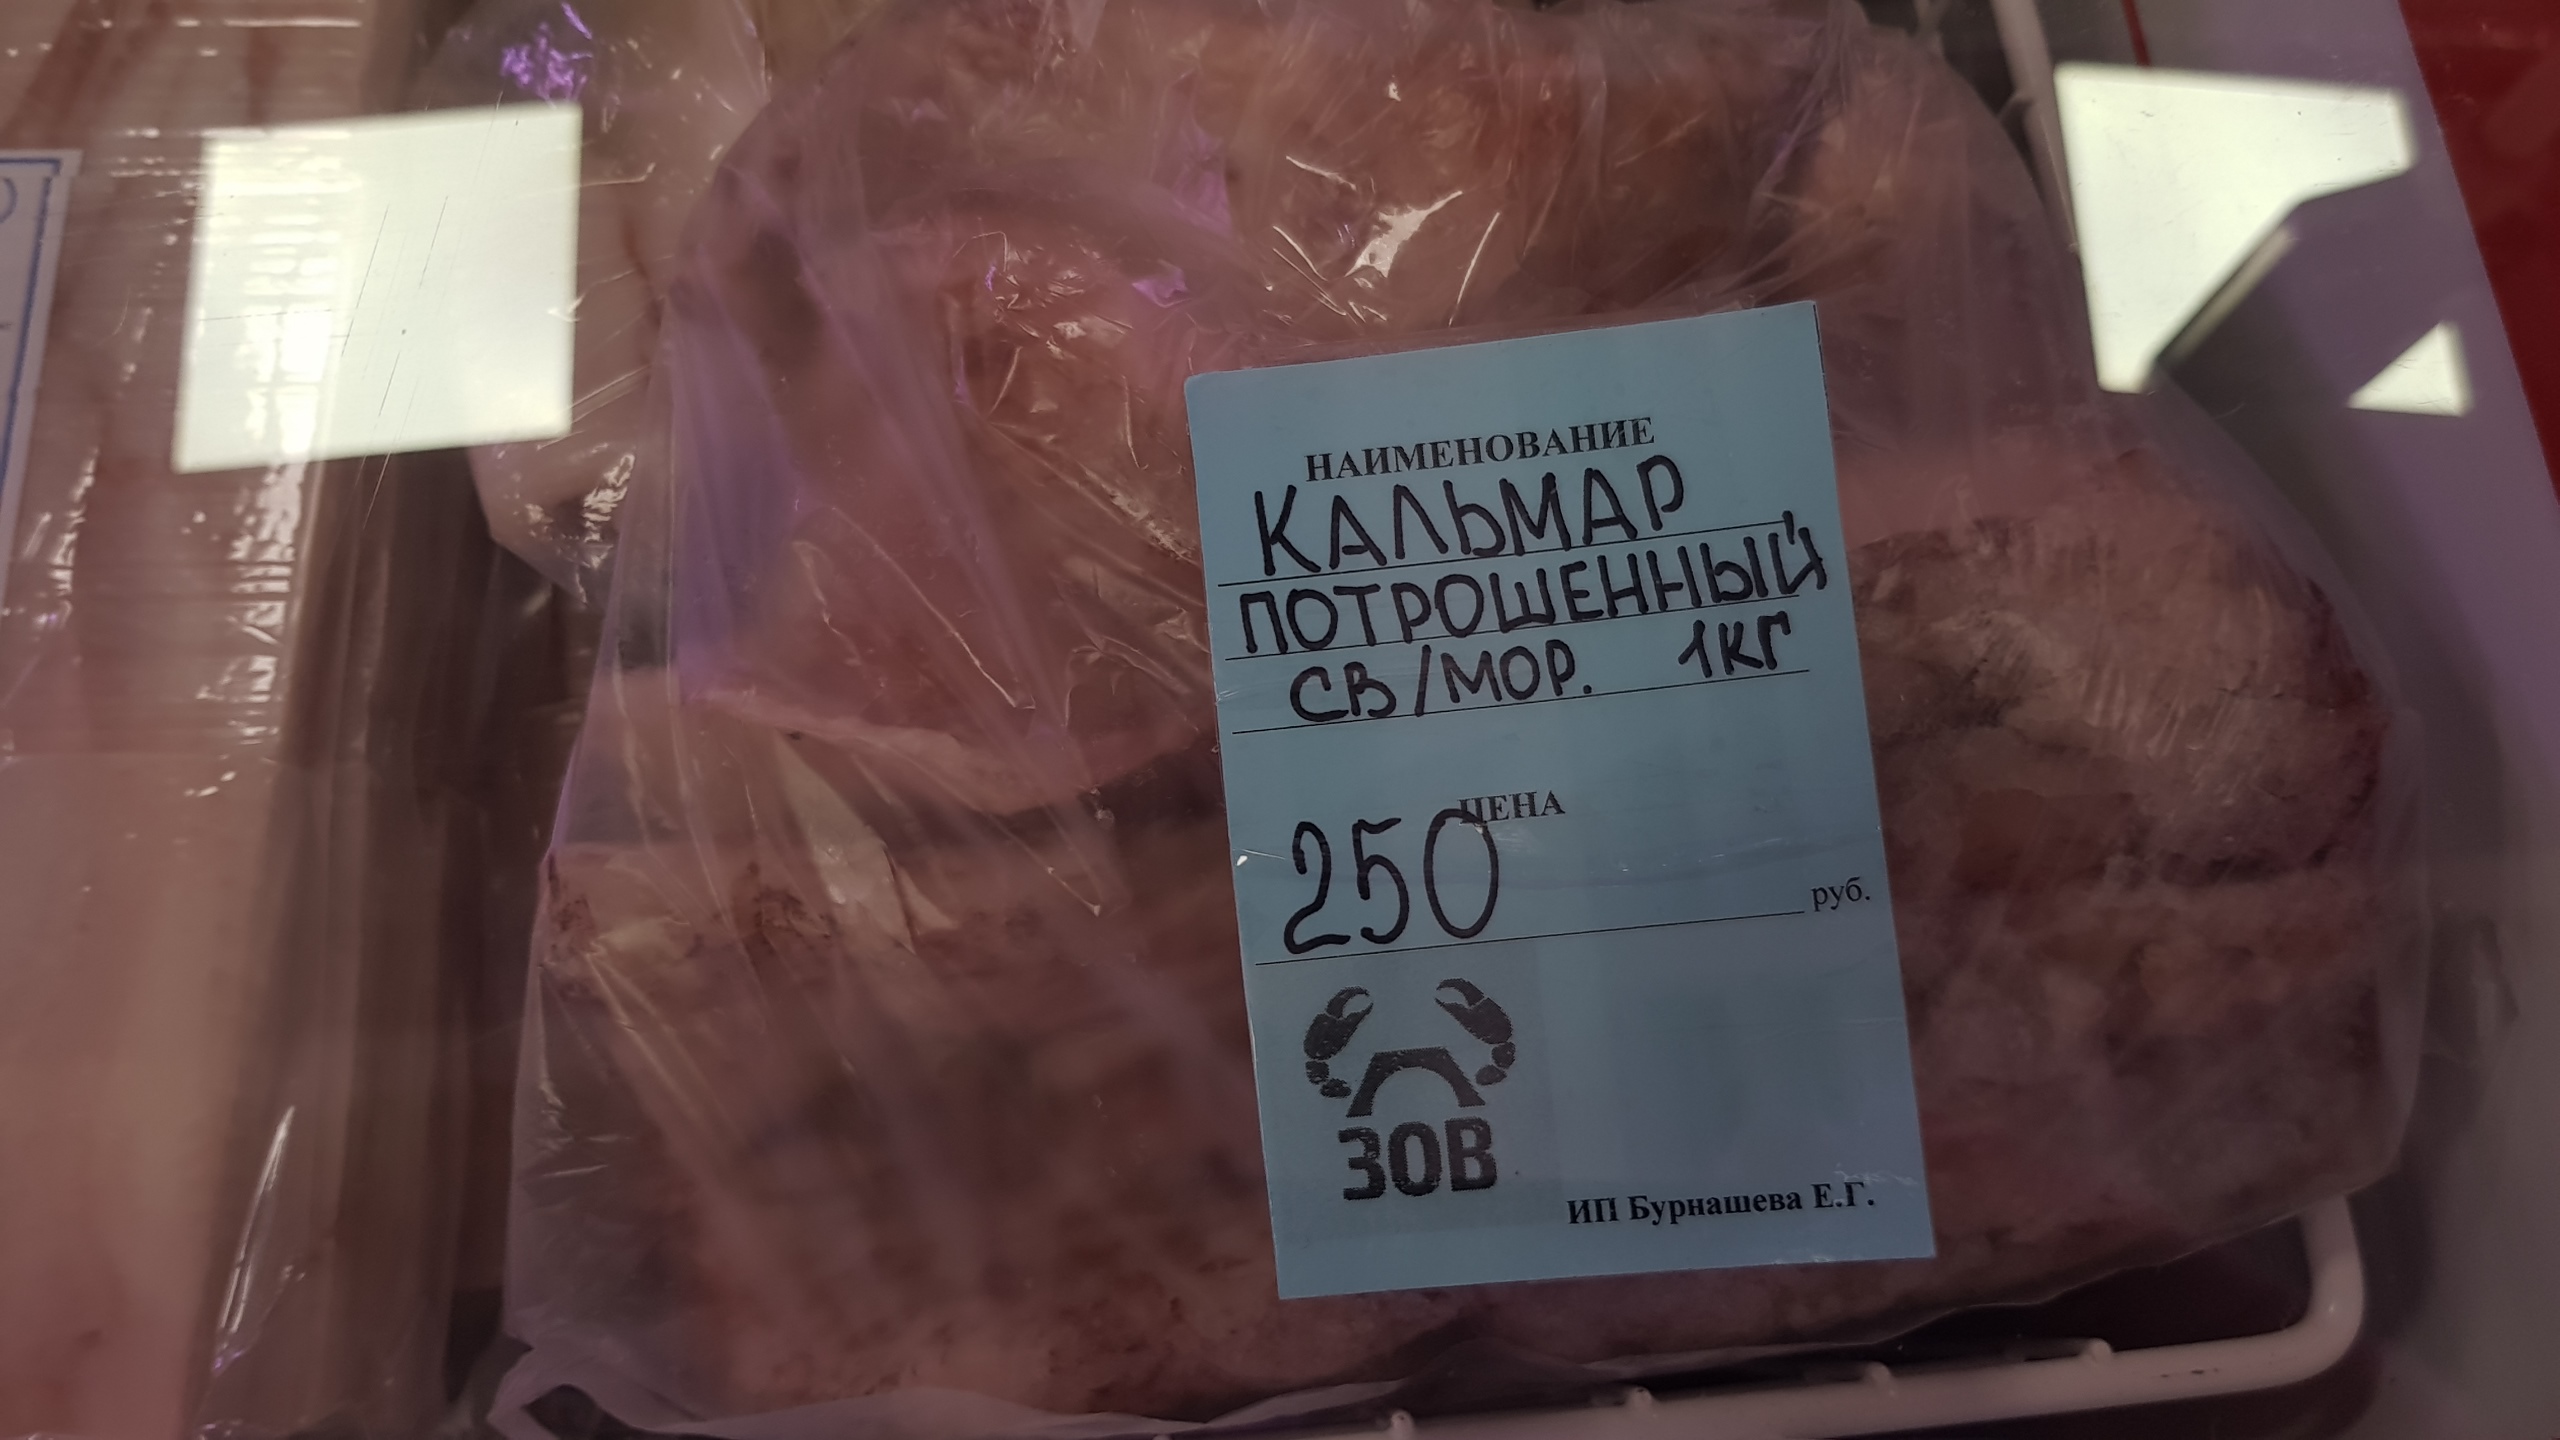 НАИМЕНОВАНИЕ
КАЛЬМАР
ПОТРОШЕННЫЙ
СВ/МОР. 1КГ
ЦЕНА
250 руб.
ЗОВ
ИП Бурнашева Е.Г.